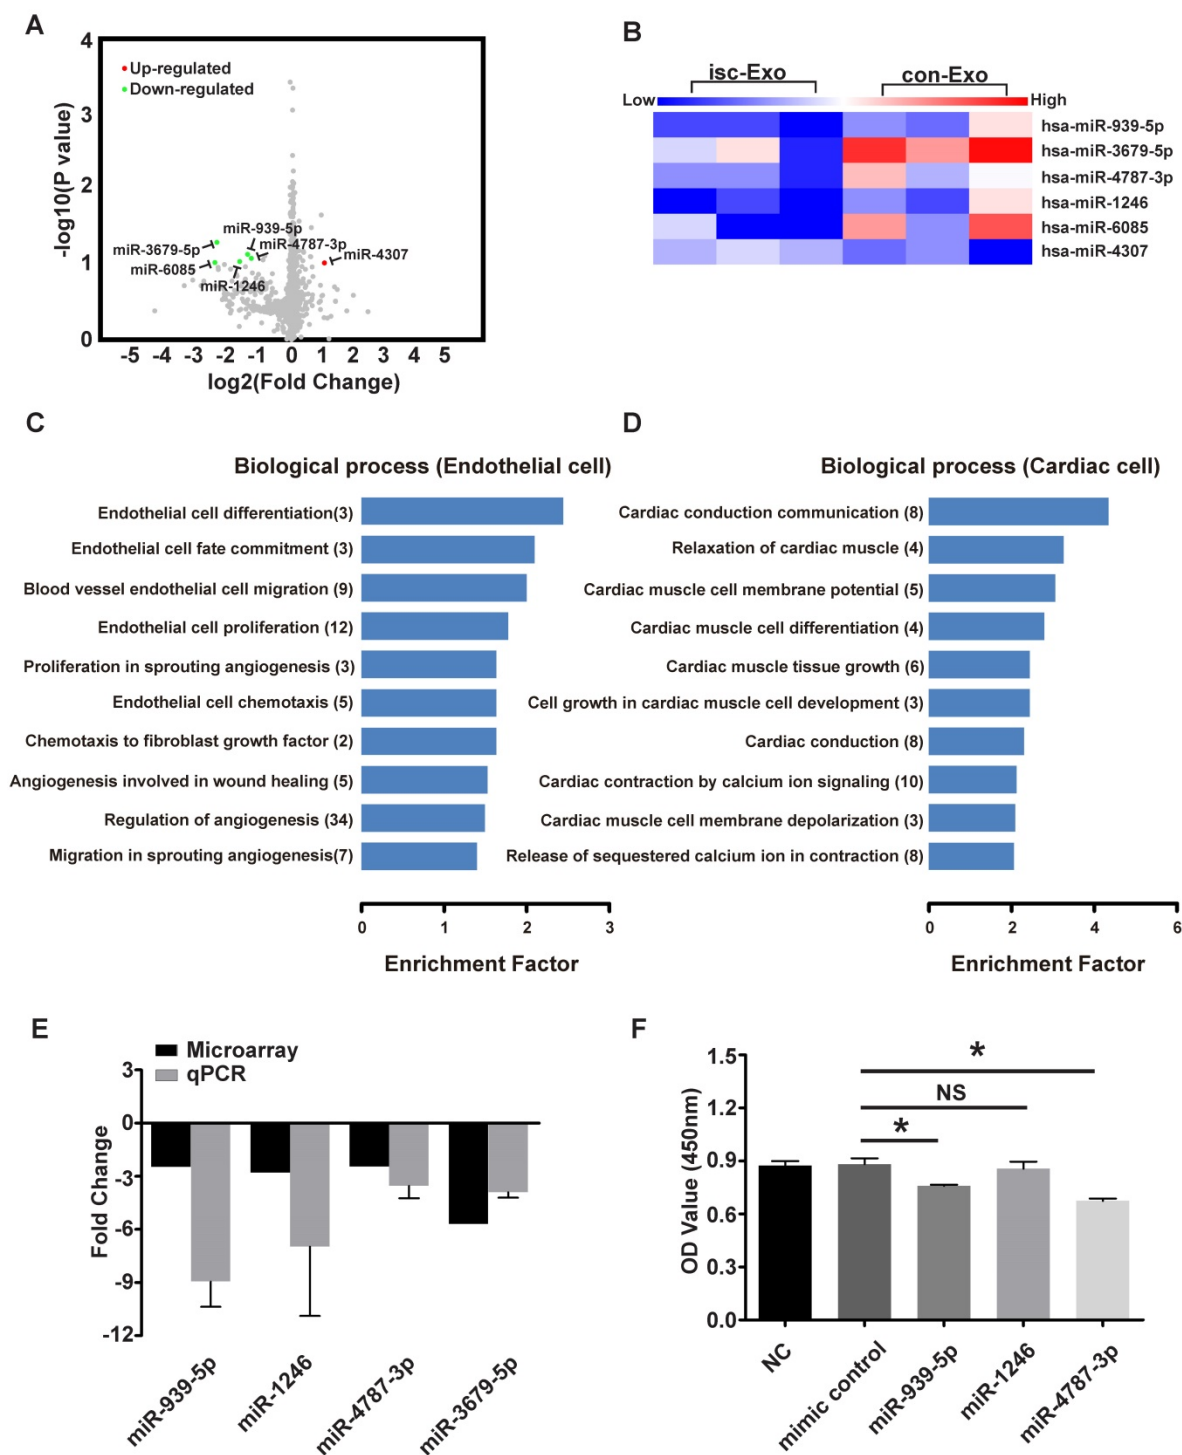 A
4
3
2
1
0
-log10(P value)
Up-regulated
Down-regulated
miR-939-5p
miR-3679-5p
miR-4787-3p
miR-6085
miR-4307
miR-1246
-5 -4 -3 -2 -1 0 1 2 3 4 5
log2(Fold Change)
B
isc-Exo con-Exo
Low High
hsa-miR-939-5p
hsa-miR-3679-5p
hsa-miR-4787-3p
hsa-miR-1246
hsa-miR-6085
hsa-miR-4307
C
Biological process (Endothelial cell)
Endothelial cell differentiation(3)
Endothelial cell fate commitment (3)
Blood vessel endothelial cell migration (9)
Endothelial cell proliferation (12)
Proliferation in sprouting angiogenesis (3)
Endothelial cell chemotaxis (5)
Chemotaxis to fibroblast growth factor (2)
Angiogenesis involved in wound healing (5)
Regulation of angiogenesis (34)
Migration in sprouting angiogenesis(7)
0 1 2 3
Enrichment Factor
D
Biological process (Cardiac cell)
Cardiac conduction communication (8)
Relaxation of cardiac muscle (4)
Cardiac muscle cell membrane potential (5)
Cardiac muscle cell differentiation (4)
Cardiac muscle tissue growth (6)
Cell growth in cardiac muscle cell development (3)
Cardiac conduction (8)
Cardiac contraction by calcium ion signaling (10)
Cardiac muscle cell membrane depolarization (3)
Release of sequestered calcium ion in contraction (8)
0 2 4 6
Enrichment Factor
E
Microarray
qPCR
3
0
-3
-6
-9
-12
Fold Change
miR-939-5p
miR-1246
miR-4787-3p
miR-3679-5p
F
1.5
1.2
0.9
0.6
0.3
0.0
OD Value (450nm)
*
NS
*
NC
mimic control
miR-939-5p
miR-1246
miR-4787-3p